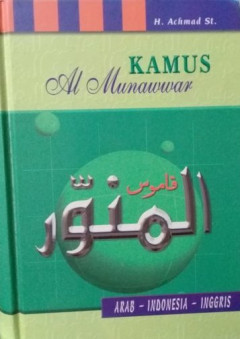 H. Achmad St.
KAMUS
Al Munawwar
قاموس
المنوّر
ARAB - INDONESIA - INGGRIS